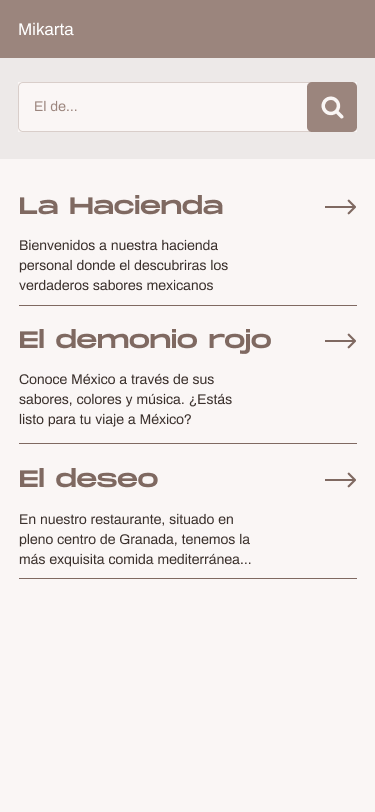 Mikarta
El de...
La Hacienda
Bienvenidos a nuestra hacienda
personal donde el descubriras los
verdaderos sabores mexicanos
El demonio rojo
Conoce México a través de sus
sabores, colores y música. ¿Estás
listo para tu viaje a México?
El deseo
En nuestro restaurante, situado en
pleno centro de Granada, tenemos la
más exquisita comida mediterránea...